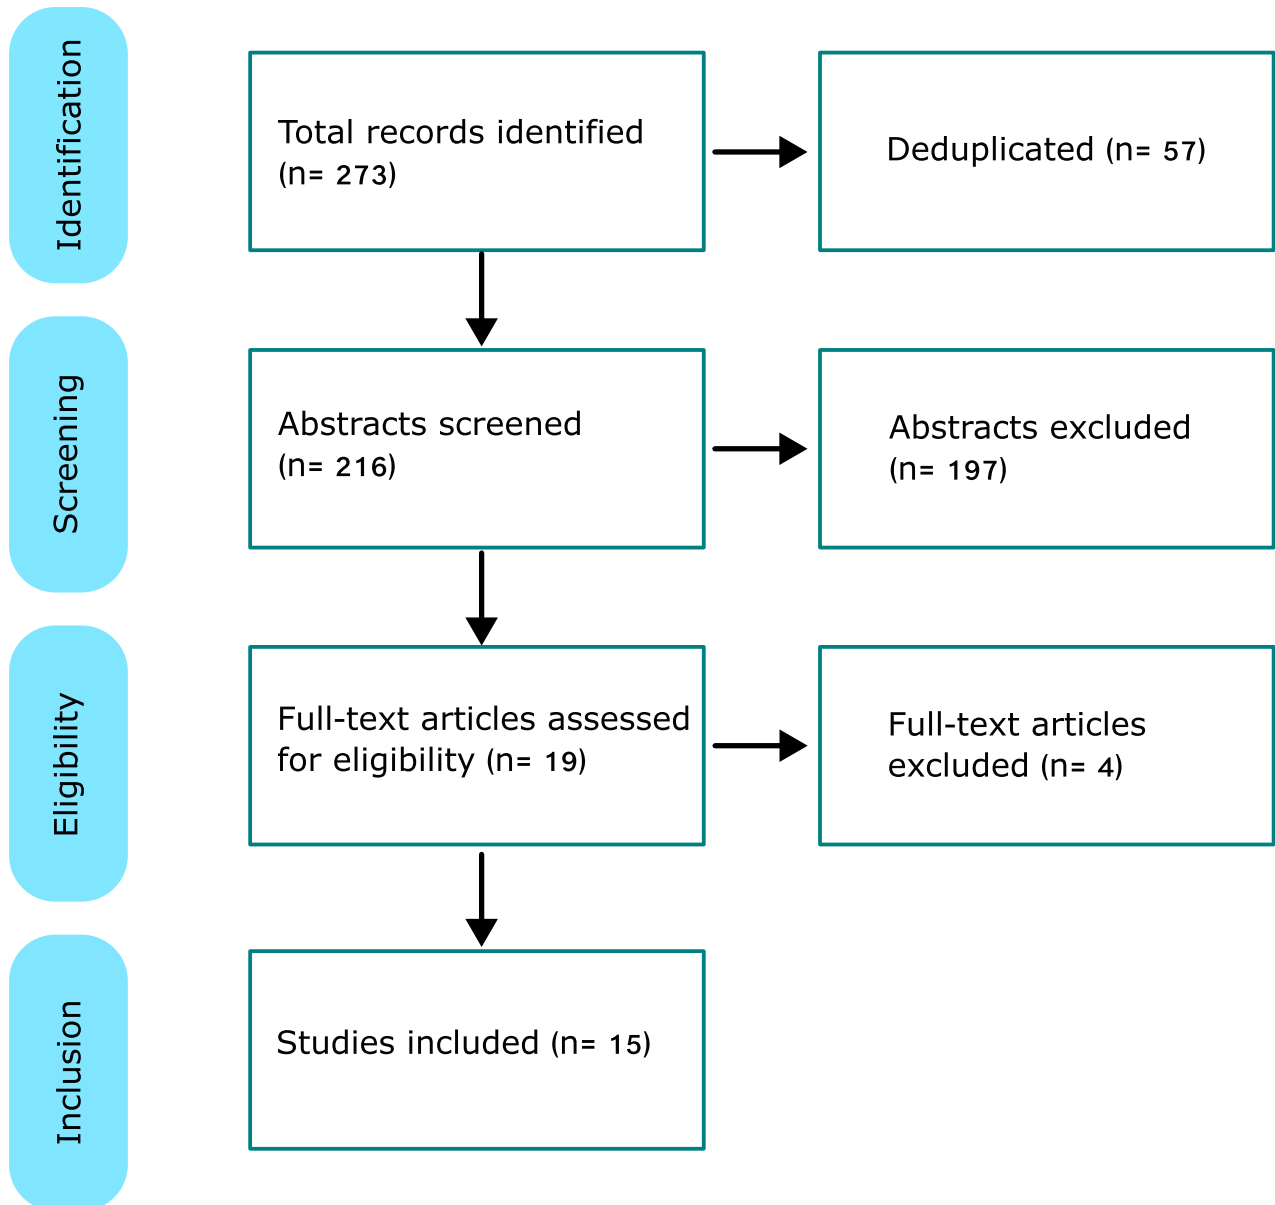 Identification
Total records identified
(n= 273)
Deduplicated (n= 57)
Screening
Abstracts screened
(n= 216)
Abstracts excluded
(n= 197)
Eligibility
Full-text articles assessed
for eligibility (n= 19)
Full-text articles
excluded (n= 4)
Inclusion
Studies included (n= 15)